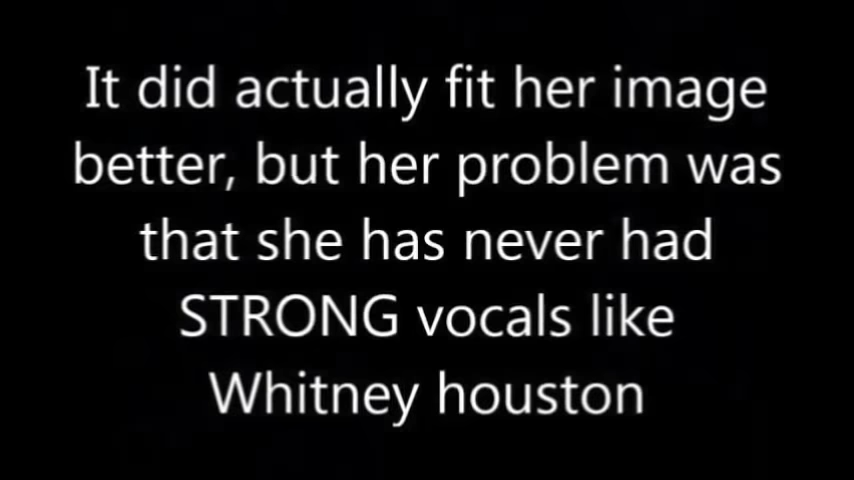 It did actually fit her image
better, but her problem was
that she has never had
STRONG vocals like
Whitney houston